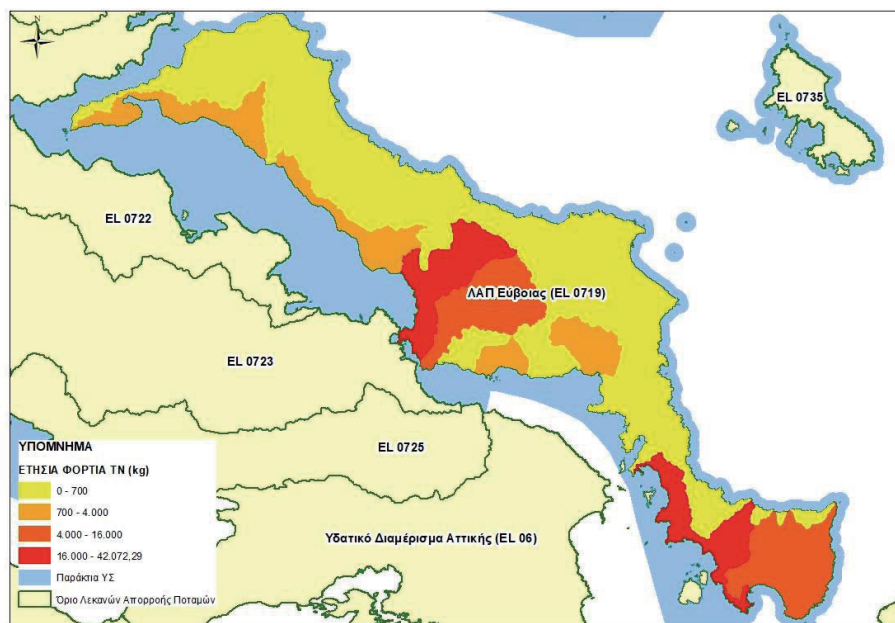 N
EL 0735
EL 0722
ΛΑΠ Εύβοιας (EL 0719)
EL 0723
EL 0725
Υδατικό Διαμέρισμα Αττικής (EL 06)
ΥΠΟΜΝΗΜΑ
ΕΤΗΣΙΑ ΦΟΡΤΙΑ TN (kg)
0 - 700
700 - 4.000
4.000 - 16.000
16.000 - 42.072,29
Παράκτια ΥΣ
Όριο Λεκανών Απορροής Ποταμών